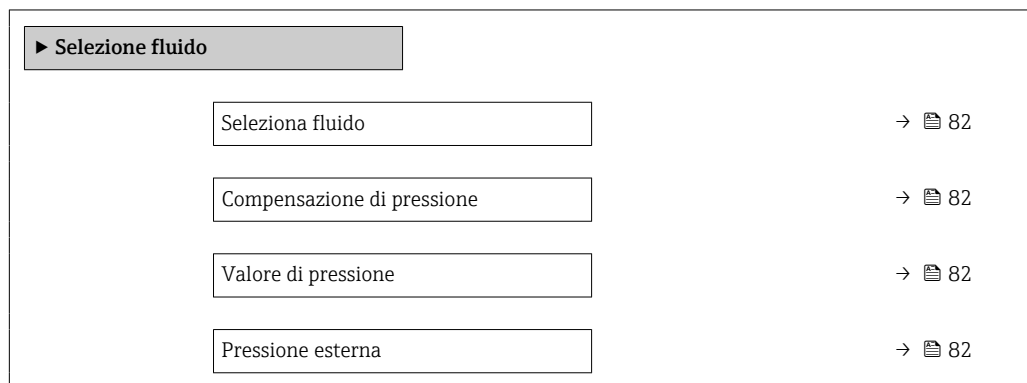 ▶ Selezione fluido
Seleziona fluido → 82
Compensazione di pressione → 82
Valore di pressione → 82
Pressione esterna → 82